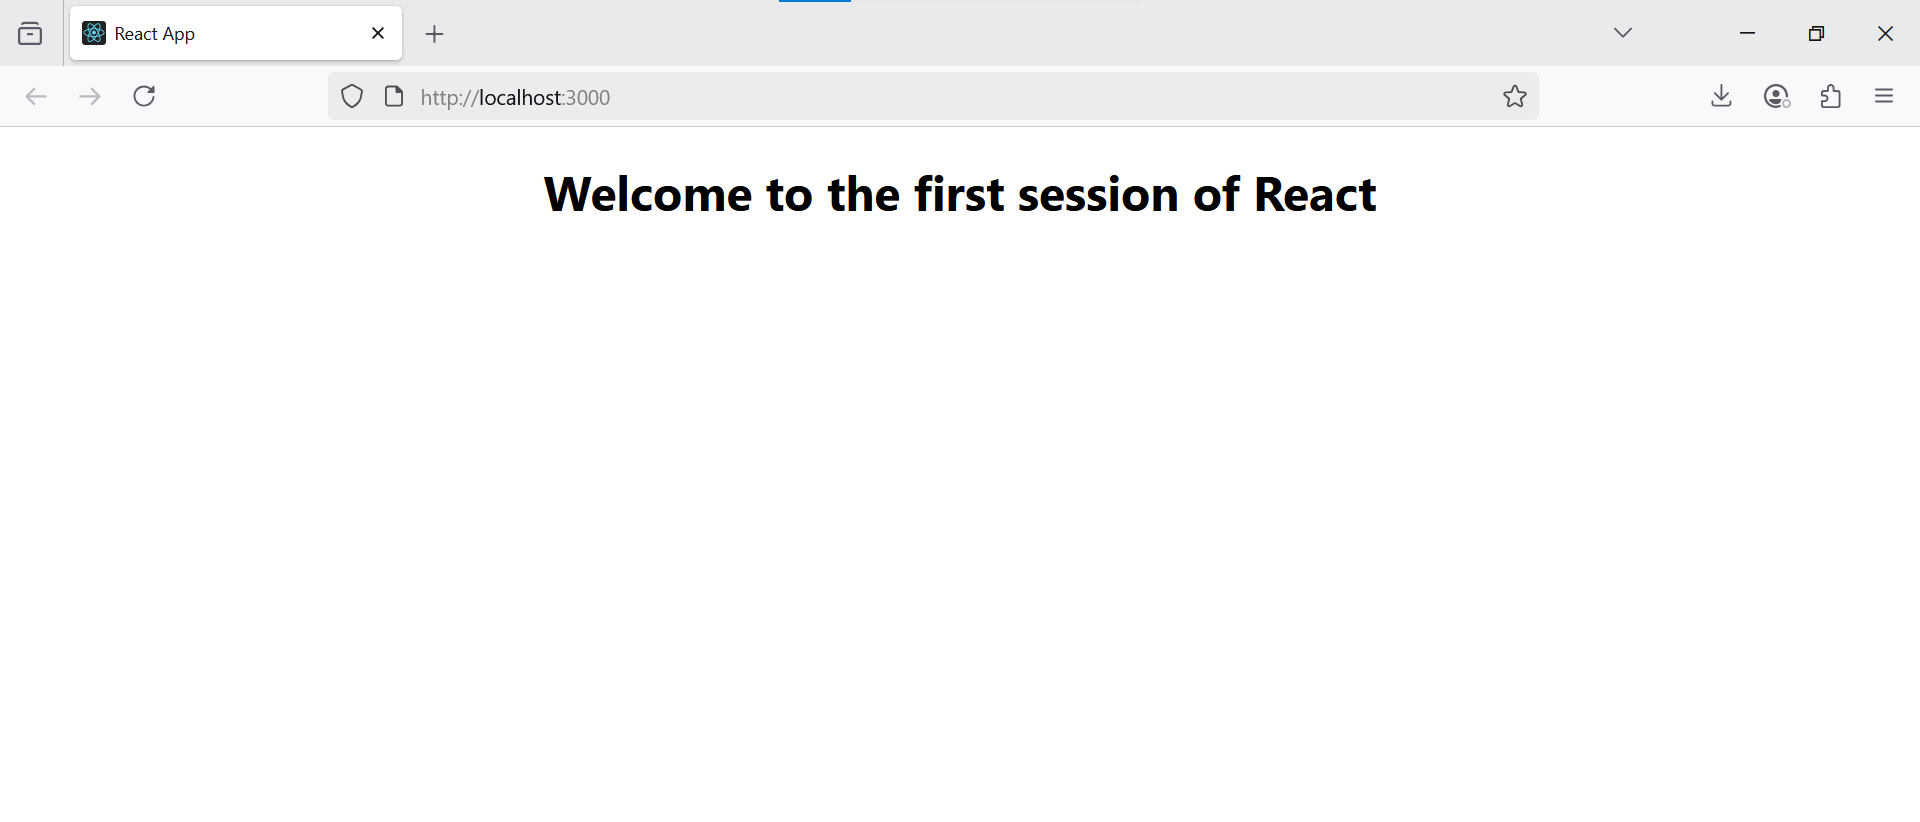 React App
http://localhost:3000
Welcome to the first session of React